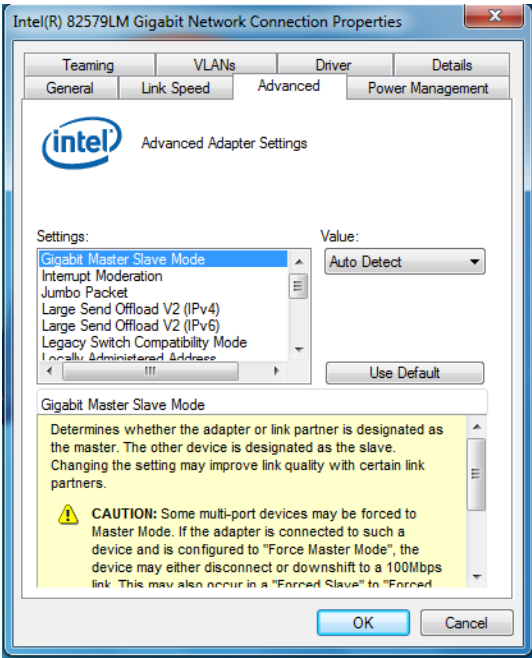 Intel(R) 82579LM Gigabit Network Connection Properties
Teaming VLANs Driver Details
General Link Speed Advanced Power Management
intel Advanced Adapter Settings
Settings: Value:
Gigabit Master Slave Mode Auto Detect
Interrupt Moderation
Jumbo Packet
Large Send Offload V2 (IPv4)
Large Send Offload V2 (IPv6)
Legacy Switch Compatibility Mode
Locally Administered Address
Use Default
Gigabit Master Slave Mode
Determines whether the adapter or link partner is designated as
the master. The other device is designated as the slave.
Changing the setting may improve link quality with certain link
partners.
CAUTION: Some multi-port devices may be forced to
Master Mode. If the adapter is connected to such a
device and is configured to "Force Master Mode", the
device may either disconnect or downshift to a 100Mbps
link. This may also occur in a "Forced Slave" to "Forced
OK Cancel